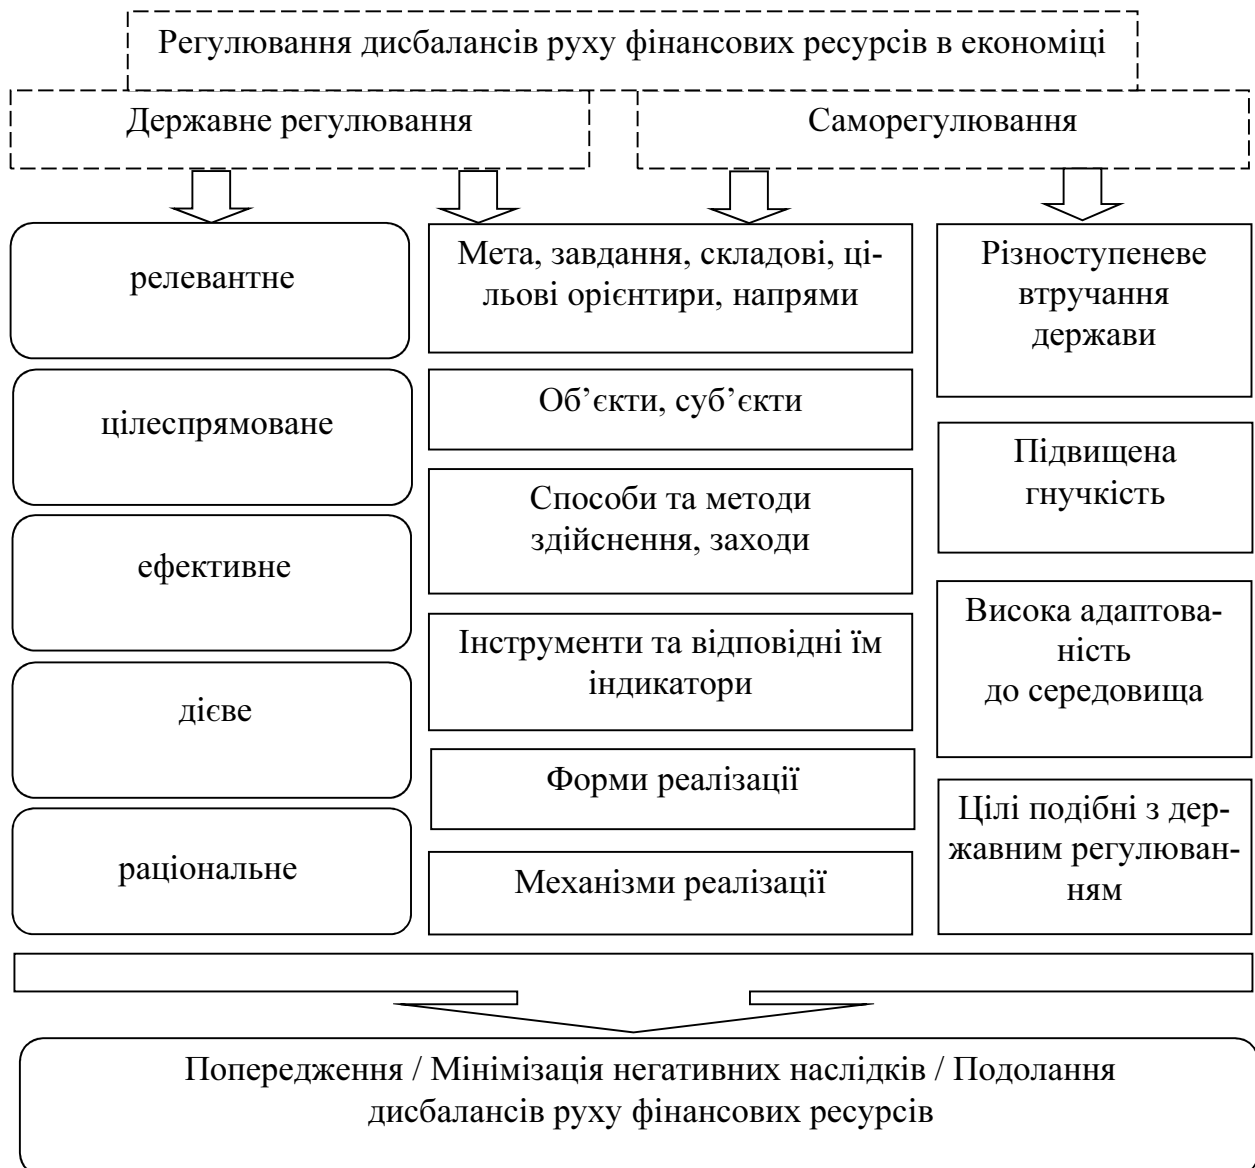 Регулювання дисбалансів руху фінансових ресурсів в економіці
Державне регулювання
Саморегулювання
релевантне
цілеспрямоване
ефективне
дієве
раціональне
Мета, завдання, складові, ці-
льові орієнтири, напрями
Об’єкти, суб’єкти
Способи та методи
здійснення, заходи
Інструменти та відповідні їм
індикатори
Форми реалізації
Механізми реалізації
Різноступеневе
втручання
держави
Підвищена
гнучкість
Висока адаптова-
ність
до середовища
Цілі подібні з дер-
жавним регулюван-
ням
Попередження / Мінімізація негативних наслідків / Подолання
дисбалансів руху фінансових ресурсів